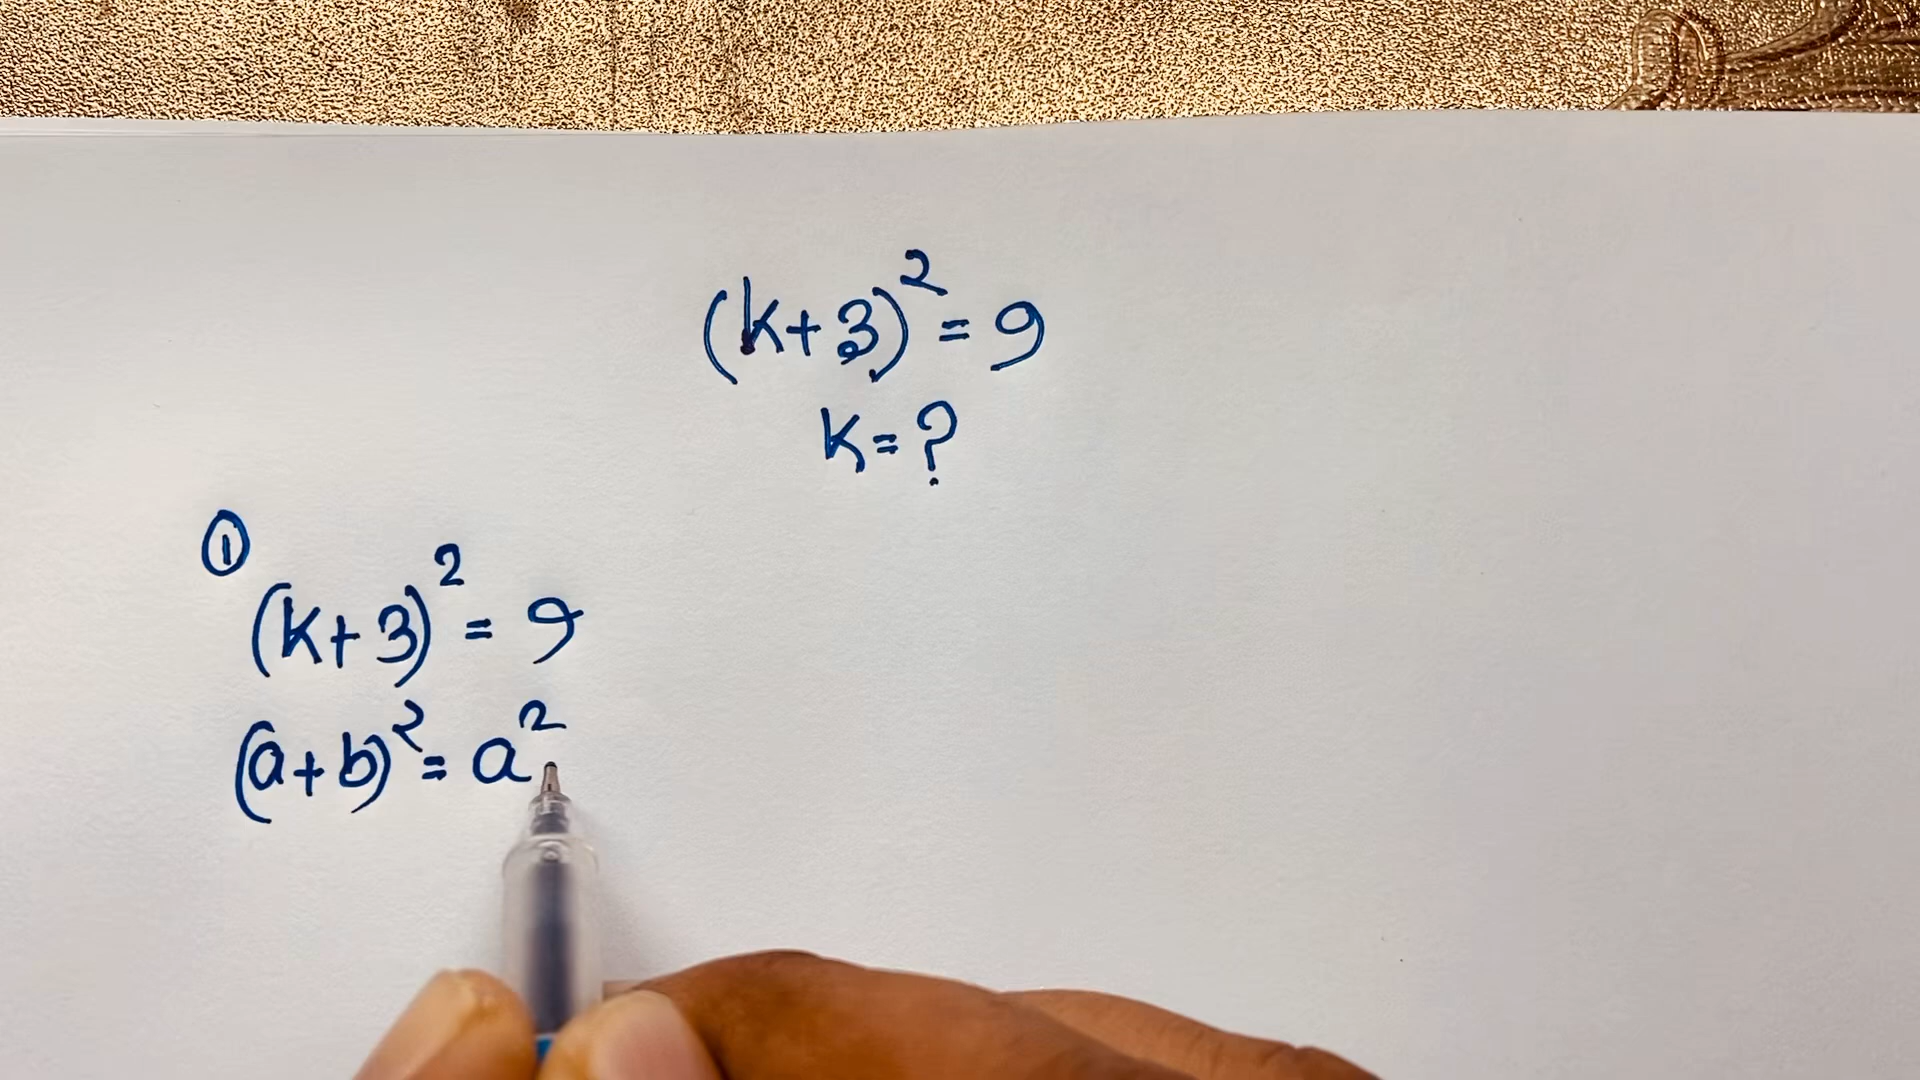 (k+3)² = 9
k = ?
①
(k+3)² = 9
(a+b)² = a²